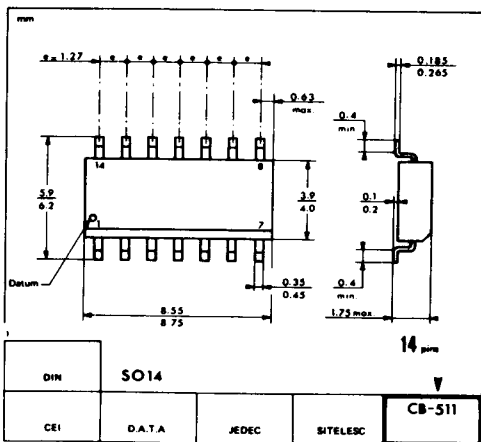 mm
e = 1.27 e e e e e
0.185
0.265
0.63
max.
0.4
min
14 8
5.9
6.2
3.9
4.0
0.1
0.2
1 7
Datum
0.35
0.45
0.4
min.
8.55
8.75
1.75 max.
14 pins
DIN SO14
CB-511
CEI D.A.T.A JEDEC SITELESC